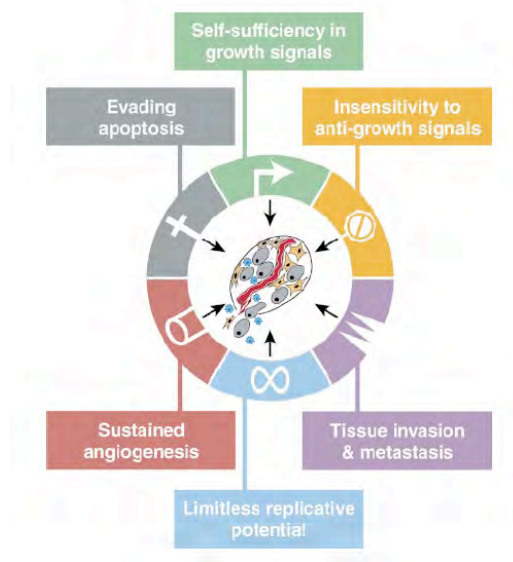 Self-sufficiency in
growth signals
Evading
apoptosis
Insensitivity to
anti-growth signals
Sustained
angiogenesis
Tissue invasion
& metastasis
Limitless replicative
potential